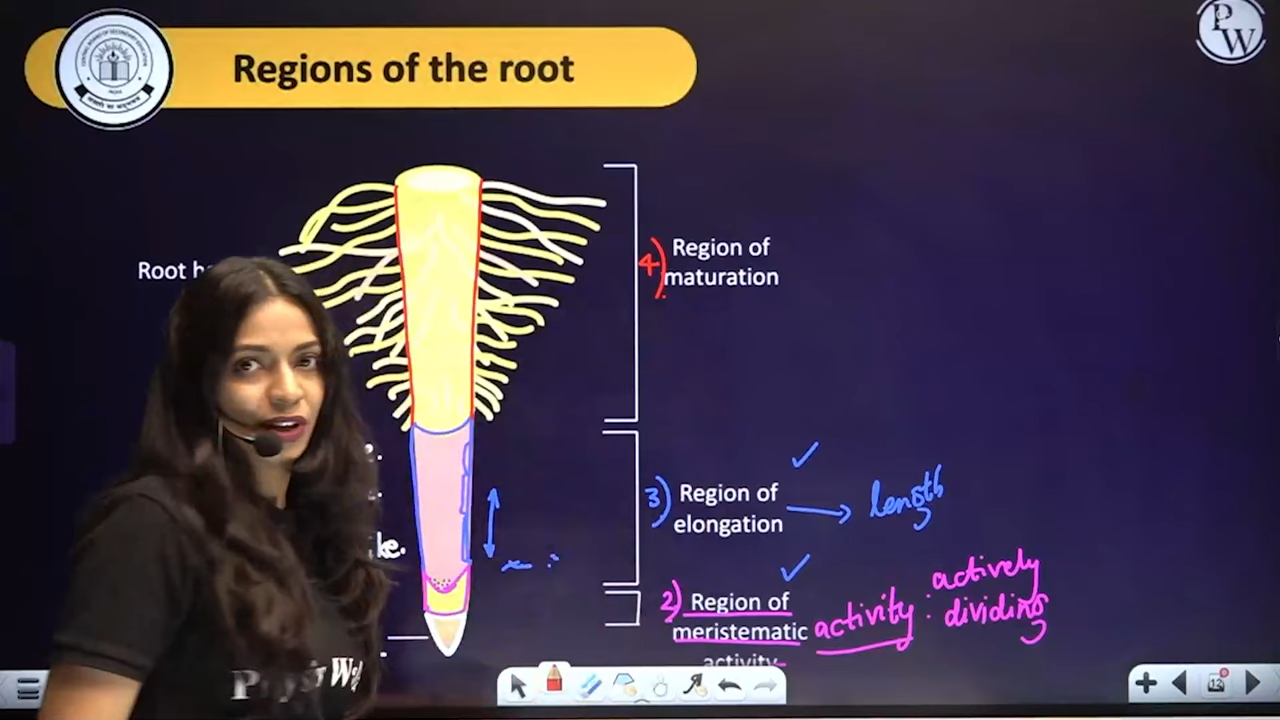 Regions of the root
P
W
Root h
4) Region of
maturation
3) Region of
elongation
length
ke.
2) Region of
meristematic
activity
activity : actively
dividing